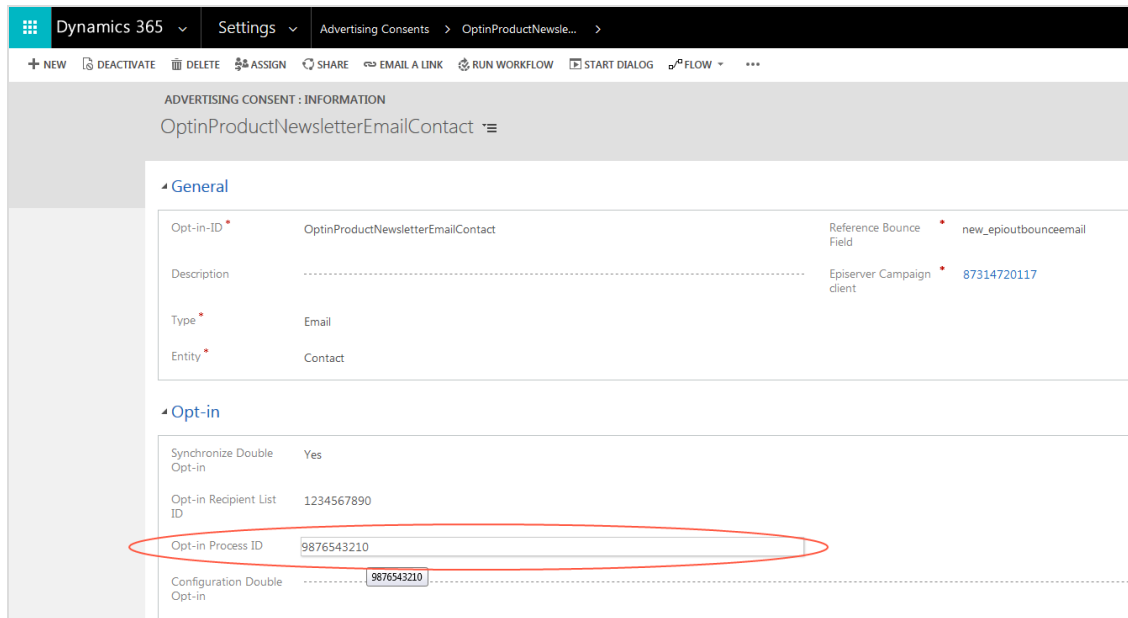 Dynamics 365 Settings Advertising Consents > OptinProductNewsle... >
+ NEW DEACTIVATE DELETE ASSIGN SHARE EMAIL A LINK RUN WORKFLOW START DIALOG FLOW ...
ADVERTISING CONSENT : INFORMATION
OptinProductNewsletterEmailContact
General
Opt-in-ID * OptinProductNewsletterEmailContact
Reference Bounce * new_epioutbounceemail
Field
Description
Episerver Campaign * 87314720117
client
Type * Email
Entity * Contact
Opt-in
Synchronize Double Yes
Opt-in
Opt-in Recipient List 1234567890
ID
Opt-in Process ID 9876543210
9876543210
Configuration Double
Opt-in